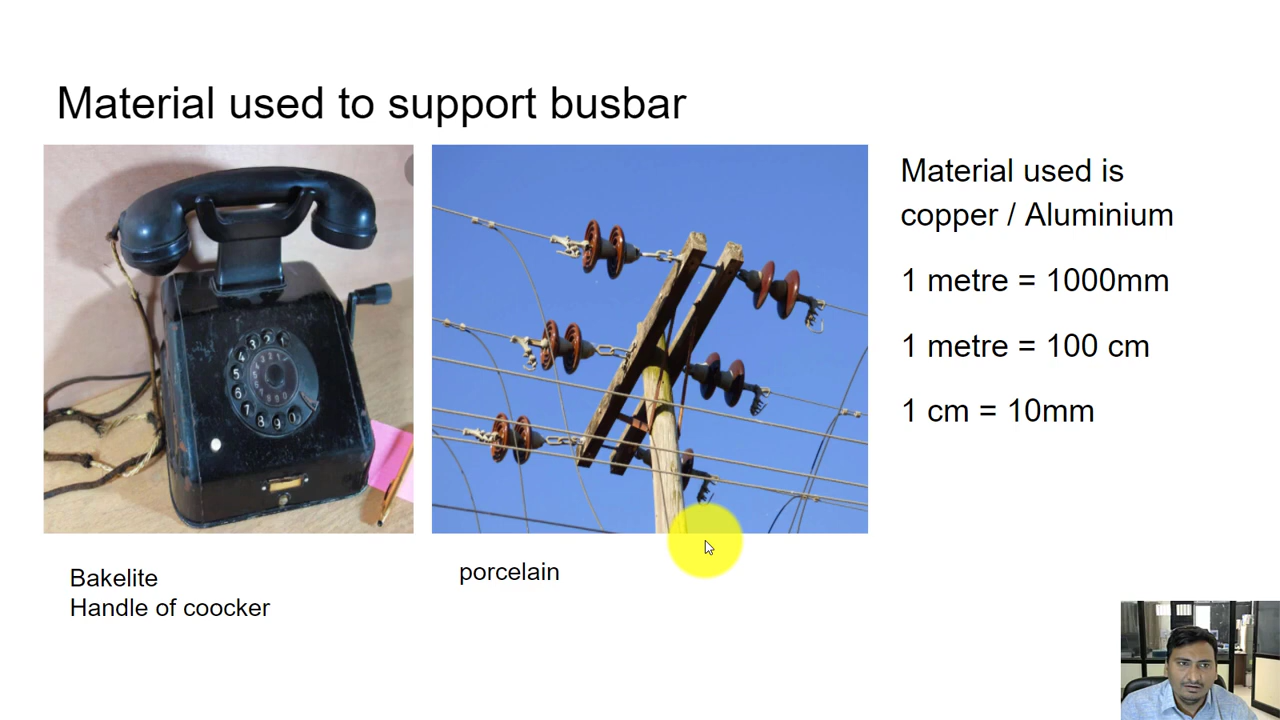 Material used to support busbar
Material used is
copper / Aluminium
1 metre = 1000mm
1 metre = 100 cm
1 cm = 10mm
Bakelite
Handle of coocker
porcelain